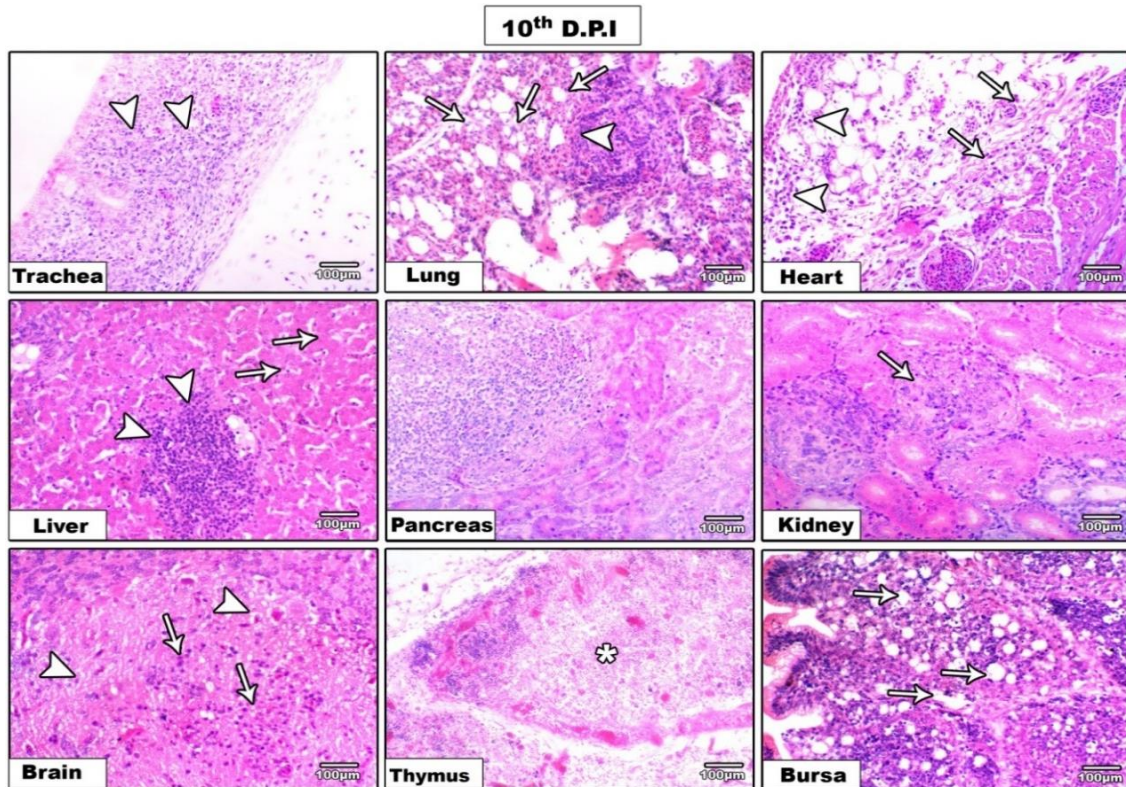 10th D.P.I
Trachea
100μm
Lung
100μm
Heart
100μm
Liver
100μm
Pancreas
100μm
Kidney
100μm
Brain
100μm
Thymus
100μm
Bursa
100μm